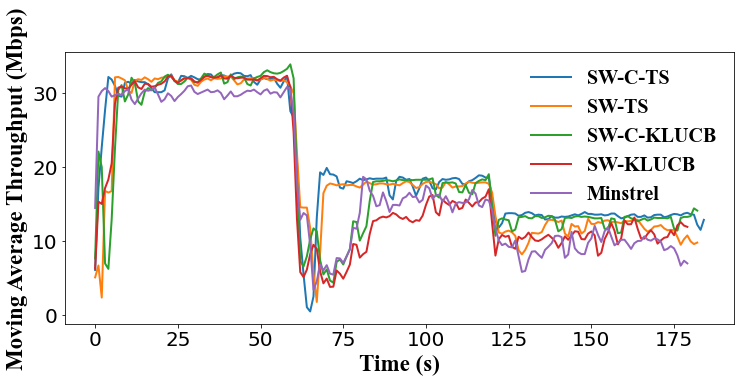 Moving Average Throughput (Mbps)
30
20
10
0
SW-C-TS
SW-TS
SW-C-KLUCB
SW-KLUCB
Minstrel
0 25 50 75 100 125 150 175
Time (s)